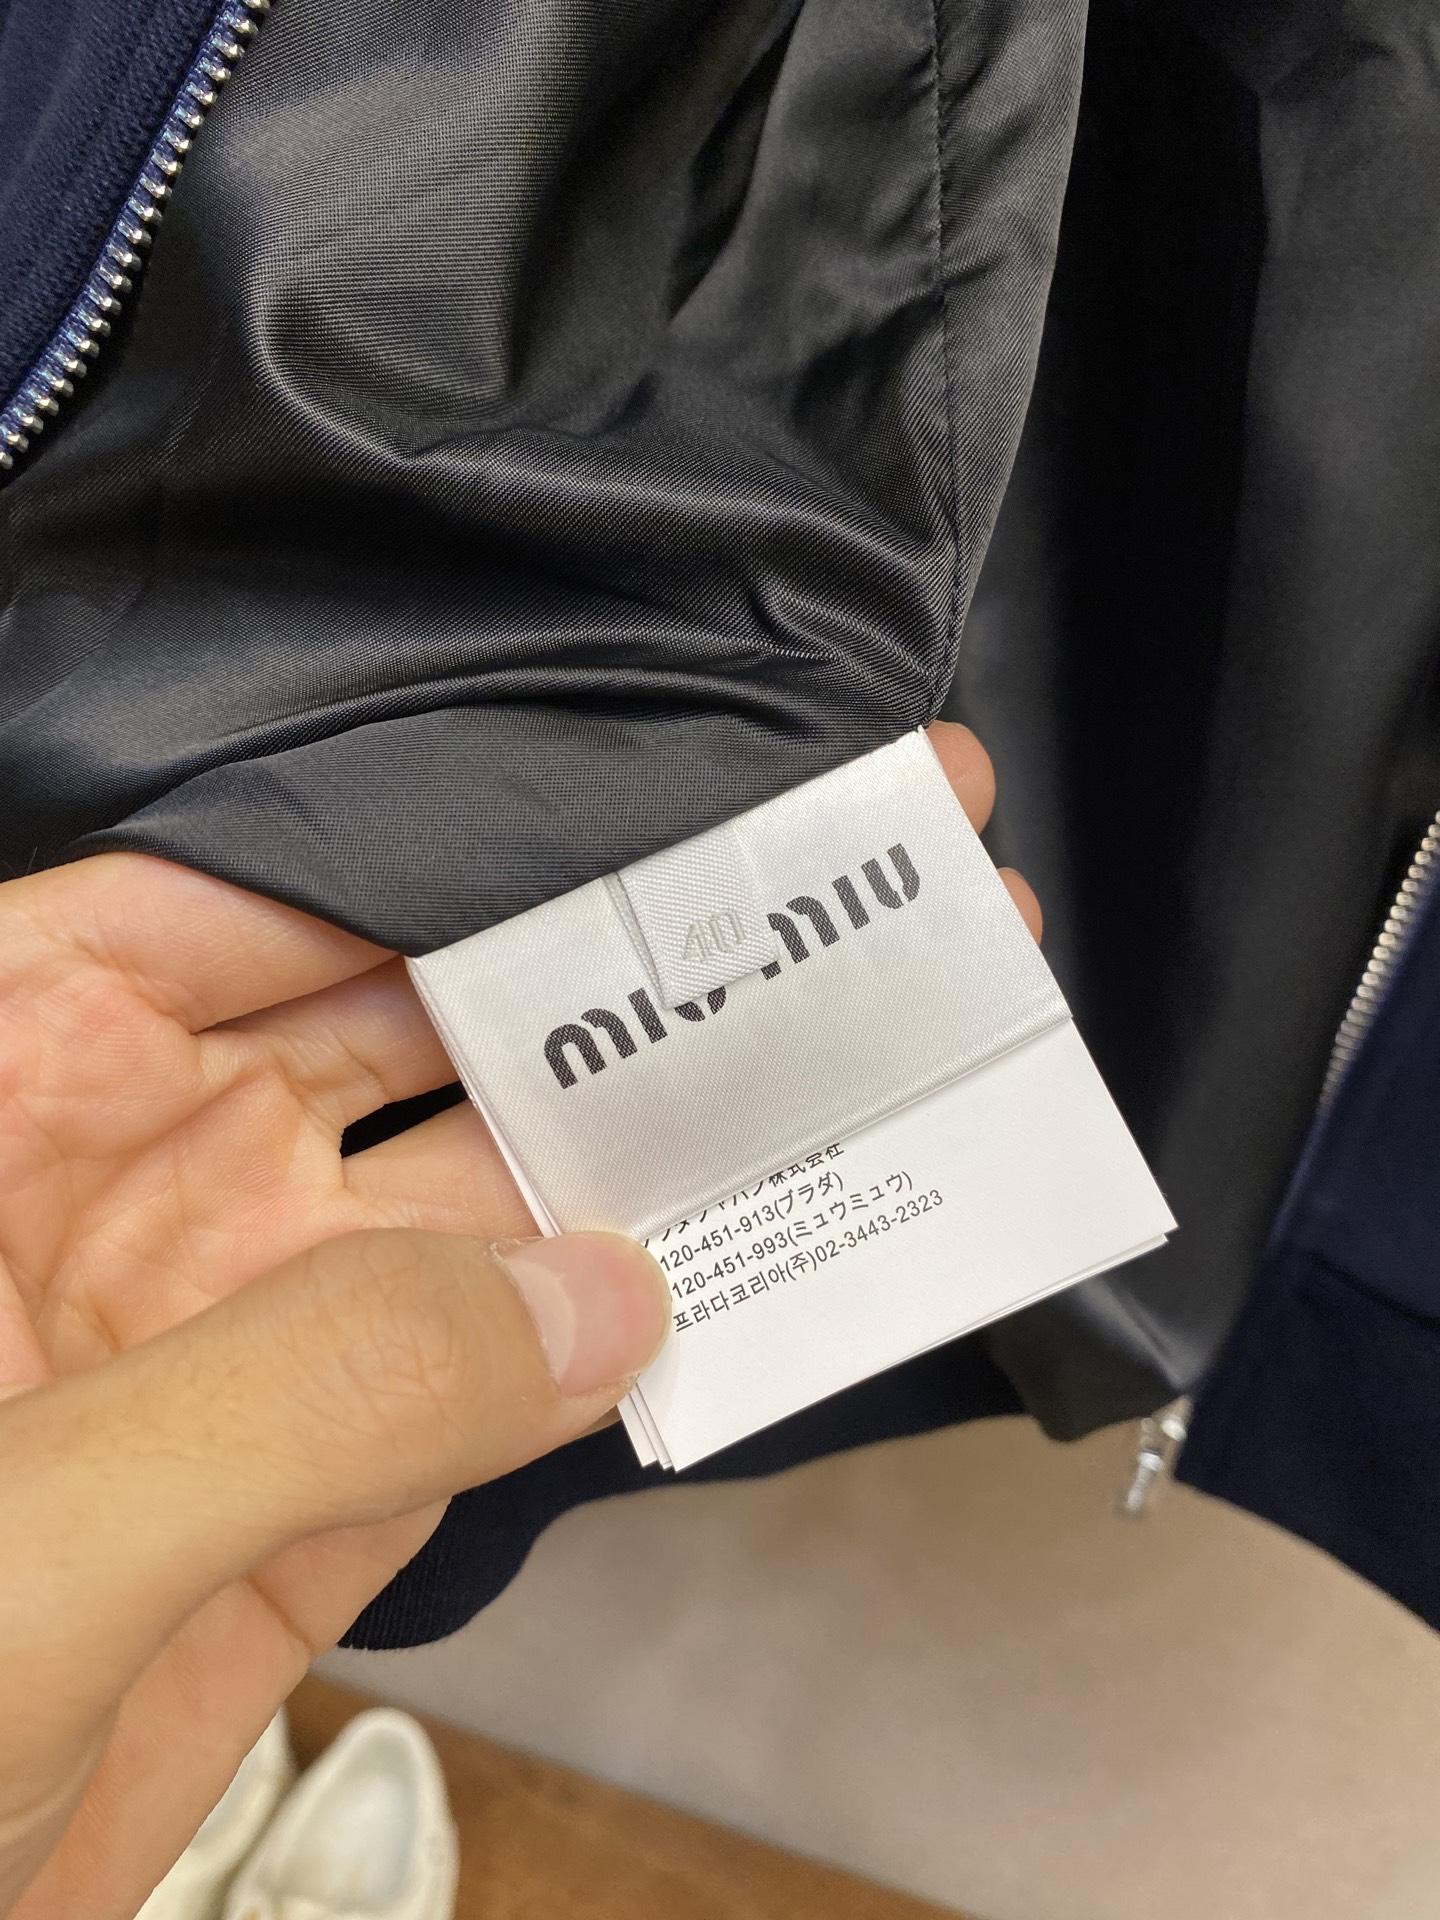 miu miu
40
株式会社
120-451-913(プラダ)
120-451-993(ミュウミュウ)
프라다코리아(주)02-3443-2323